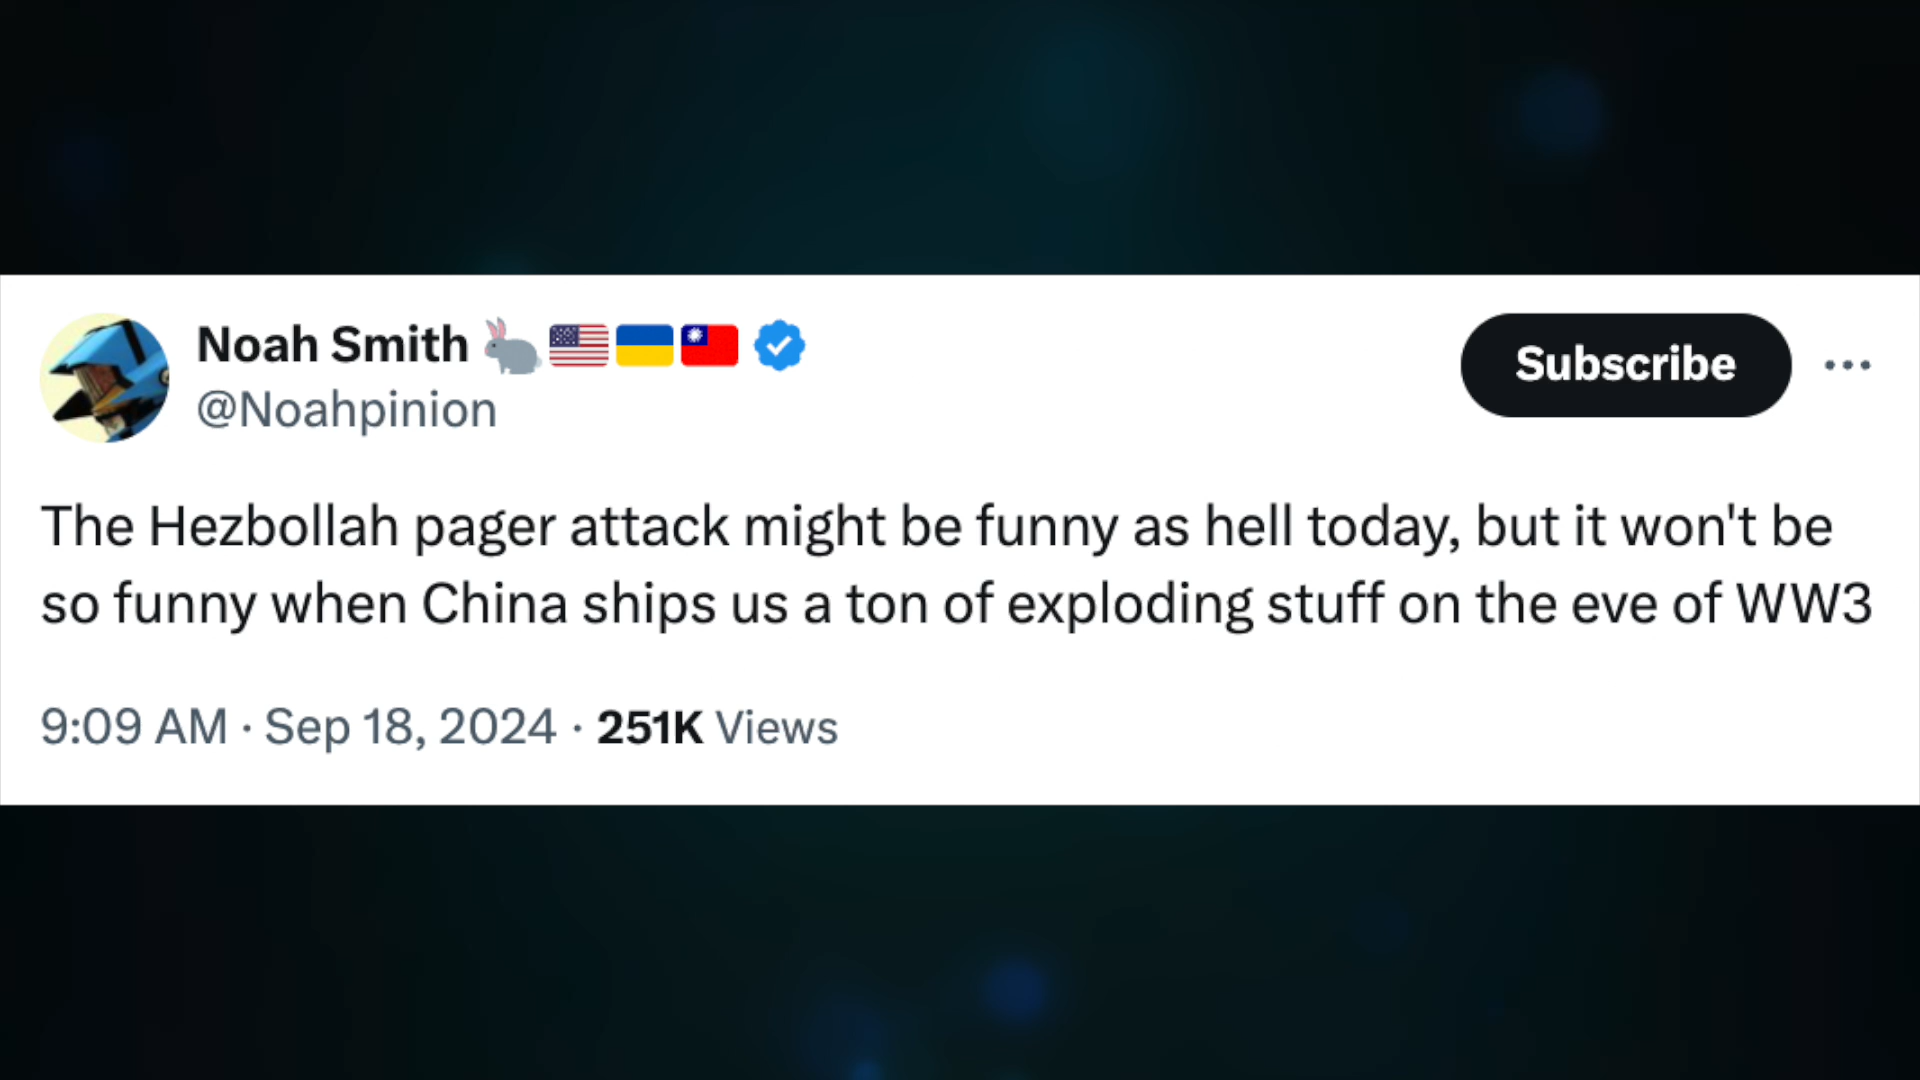 Noah Smith 🐇🇺🇸🇺🇦🇹🇼
Subscribe
@Noahpinion
The Hezbollah pager attack might be funny as hell today, but it won't be
so funny when China ships us a ton of exploding stuff on the eve of WW3
9:09 AM · Sep 18, 2024 · 251K Views